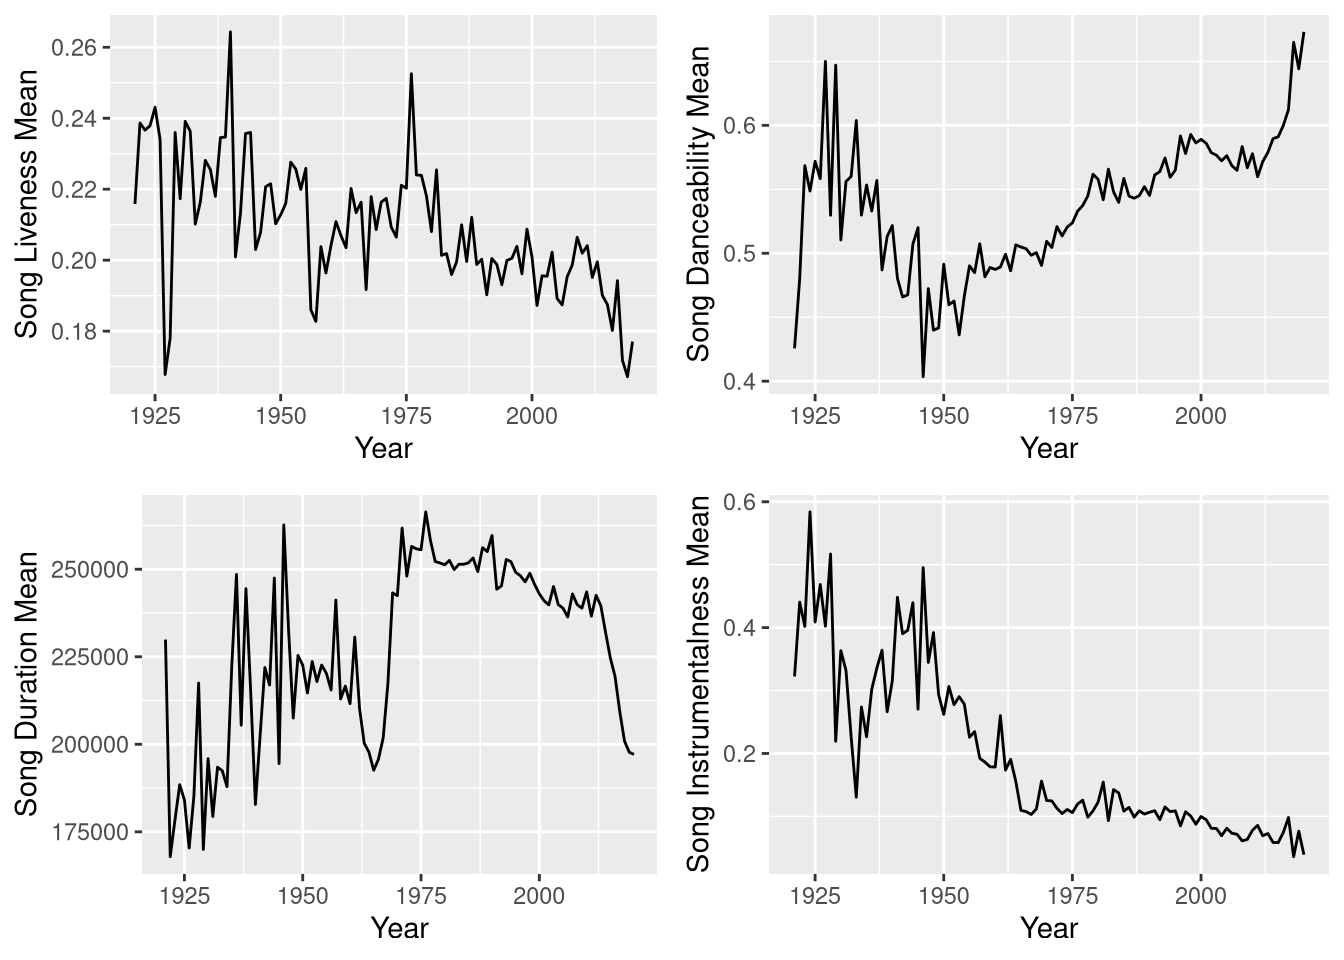 Song Liveness Mean
0.26
0.24
0.22
0.20
0.18
1925 1950 1975 2000
Year
Song Danceability Mean
0.6
0.5
0.4
1925 1950 1975 2000
Year
Song Duration Mean
250000
225000
200000
175000
1925 1950 1975 2000
Year
Song Instrumentalness Mean
0.6
0.4
0.2
1925 1950 1975 2000
Year